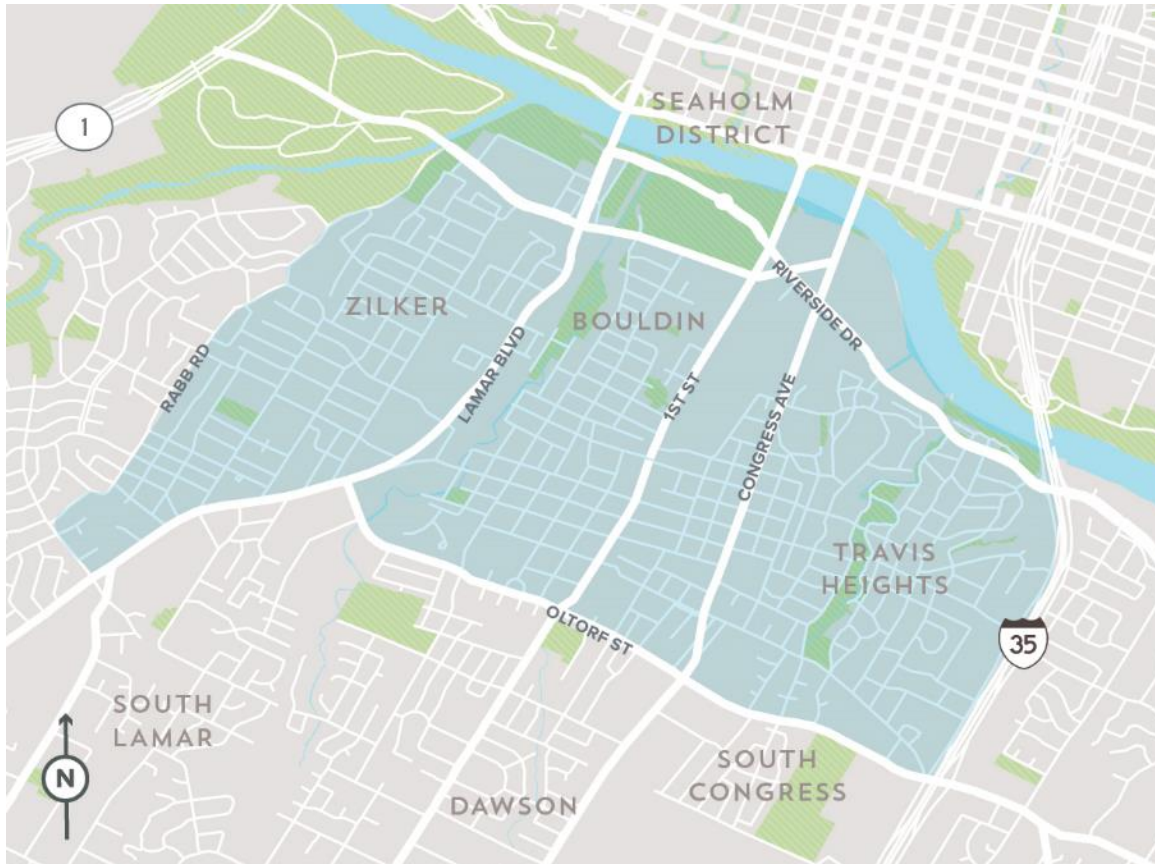 SEAHOLM
DISTRICT
1
ZILKER
BOULDIN
RIVERSIDE DR
RABB RD
LAMAR BLVD
1ST ST
CONGRESS AVE
TRAVIS
HEIGHTS
OLTORF ST
35
SOUTH
LAMAR
SOUTH
CONGRESS
DAWSON
N